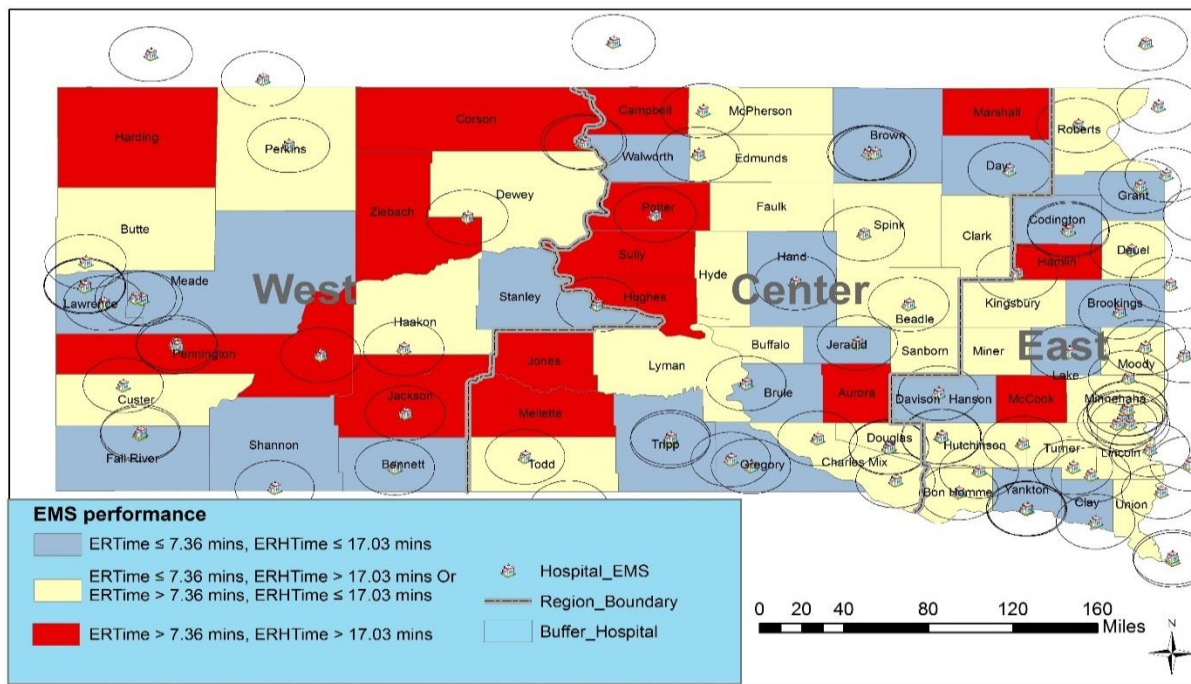 Harding
Perkins
Corson
Campbell
McPherson
Brown
Marshall
Roberts
Walworth
Edmunds
Day
Butte
Ziebach
Dewey
Potter
Faulk
Spink
Clark
Codington
Grant
Deuel
Hamlin
Lawrence
Meade
West
Stanley
Sully
Hughes
Hyde
Hand
Center
Beadle
Kingsbury
Brookings
Haakon
Pennington
Lyman
Buffalo
Jerauld
Sanborn
Miner
East
Lake
Moody
Custer
Jackson
Jones
Mellette
Brule
Aurora
Davison
Hanson
McCook
Minnehaha
Fall River
Shannon
Bennett
Todd
Tripp
Gregory
Charles Mix
Douglas
Hutchinson
Turner
Lincoln
Bon Homme
Yankton
Clay
Union
EMS performance
ERTime ≤ 7.36 mins, ERHTime ≤ 17.03 mins
ERTime ≤ 7.36 mins, ERHTime > 17.03 mins Or
ERTime > 7.36 mins, ERHTime ≤ 17.03 mins
ERTime > 7.36 mins, ERHTime > 17.03 mins
Hospital_EMS
Region_Boundary
Buffer_Hospital
0 20 40 80 120 160
Miles
N